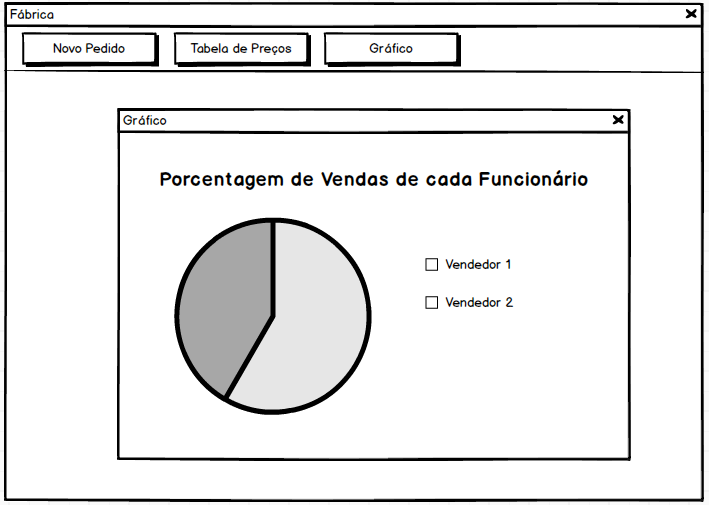 Fábrica
Novo Pedido
Tabela de Preços
Gráfico
Gráfico
Porcentagem de Vendas de cada Funcionário
Vendedor 1
Vendedor 2